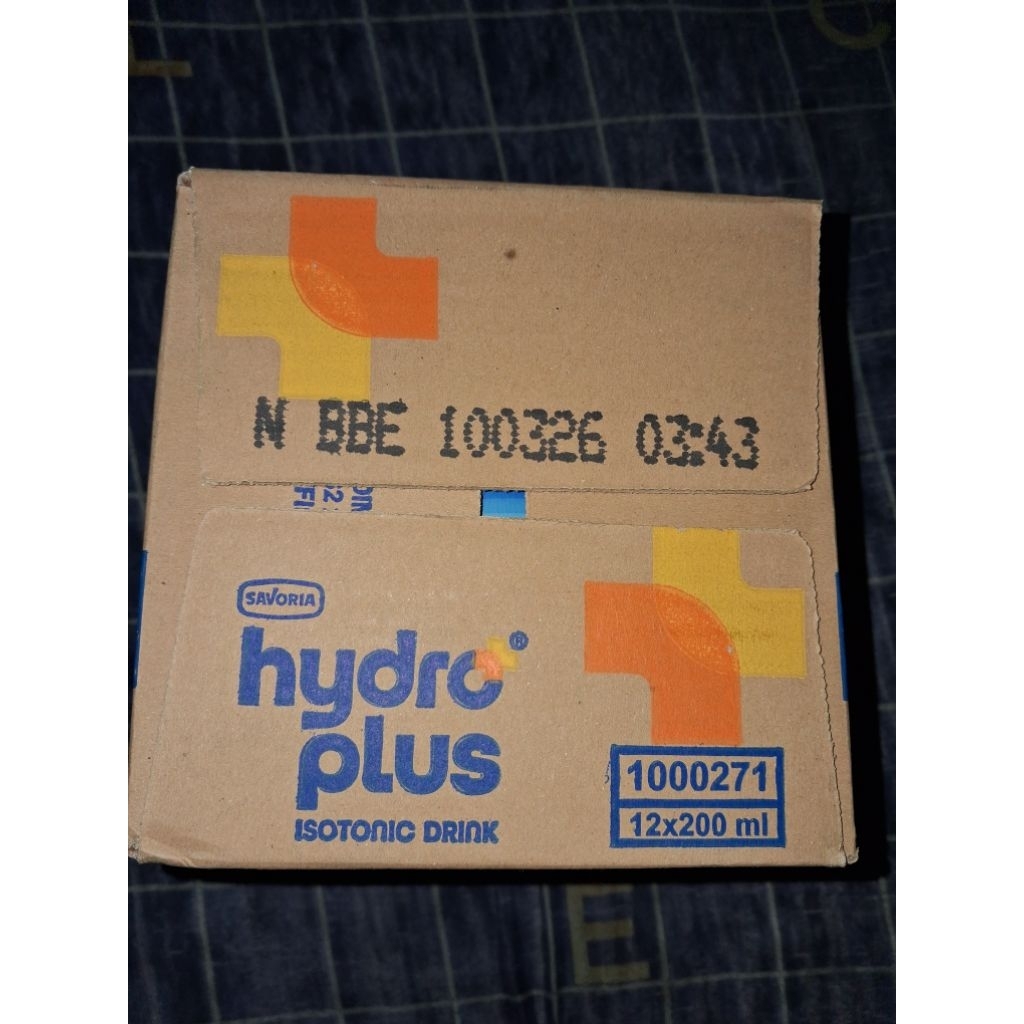 N BBE 100326 03:43
SAVORIA
hydro
plus
ISOTONIC DRINK
1000271
12x200 ml
E